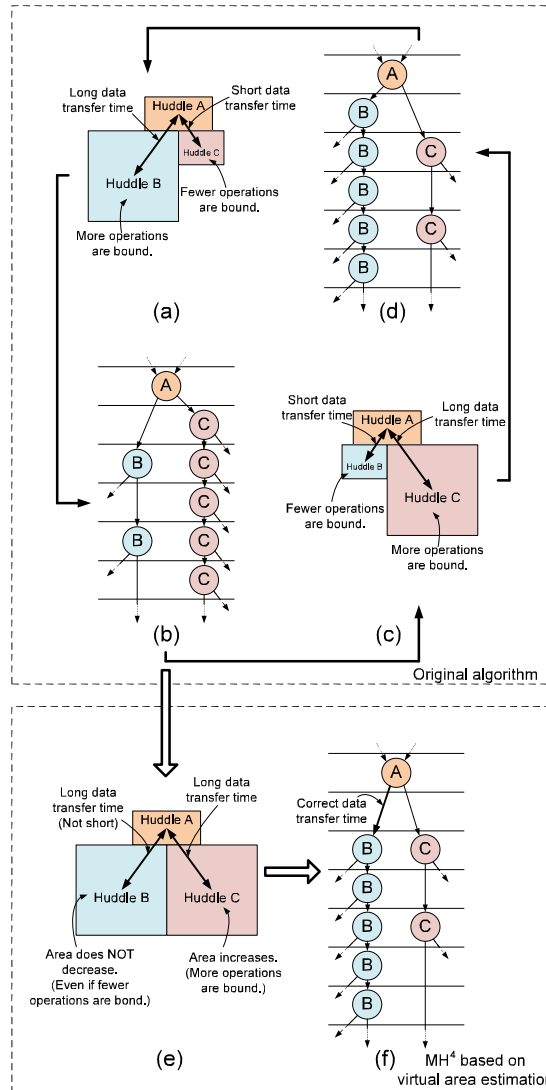 Long data
transfer time
Short data
transfer time
Huddle A
Huddle B
Huddle C
Fewer operations
are bound.
More operations
are bound.
(a)
A
B
B
C
B
B
C
B
(d)
A
C
B
C
C
B
C
C
(b)
Short data
transfer time
Long data
transfer time
Huddle A
Huddle B
Huddle C
Fewer operations
are bound.
More operations
are bound.
(c)
Original algorithm
Long data
transfer time
(Not short)
Long data
transfer time
Huddle A
Huddle B
Huddle C
Area does NOT
decrease.
(Even if fewer
operations are bond.)
Area increases.
(More operations
are bound.)
(e)
A
Correct data
transfer time
B
C
B
B
C
B
B
(f)
MH⁴ based on
virtual area estimation